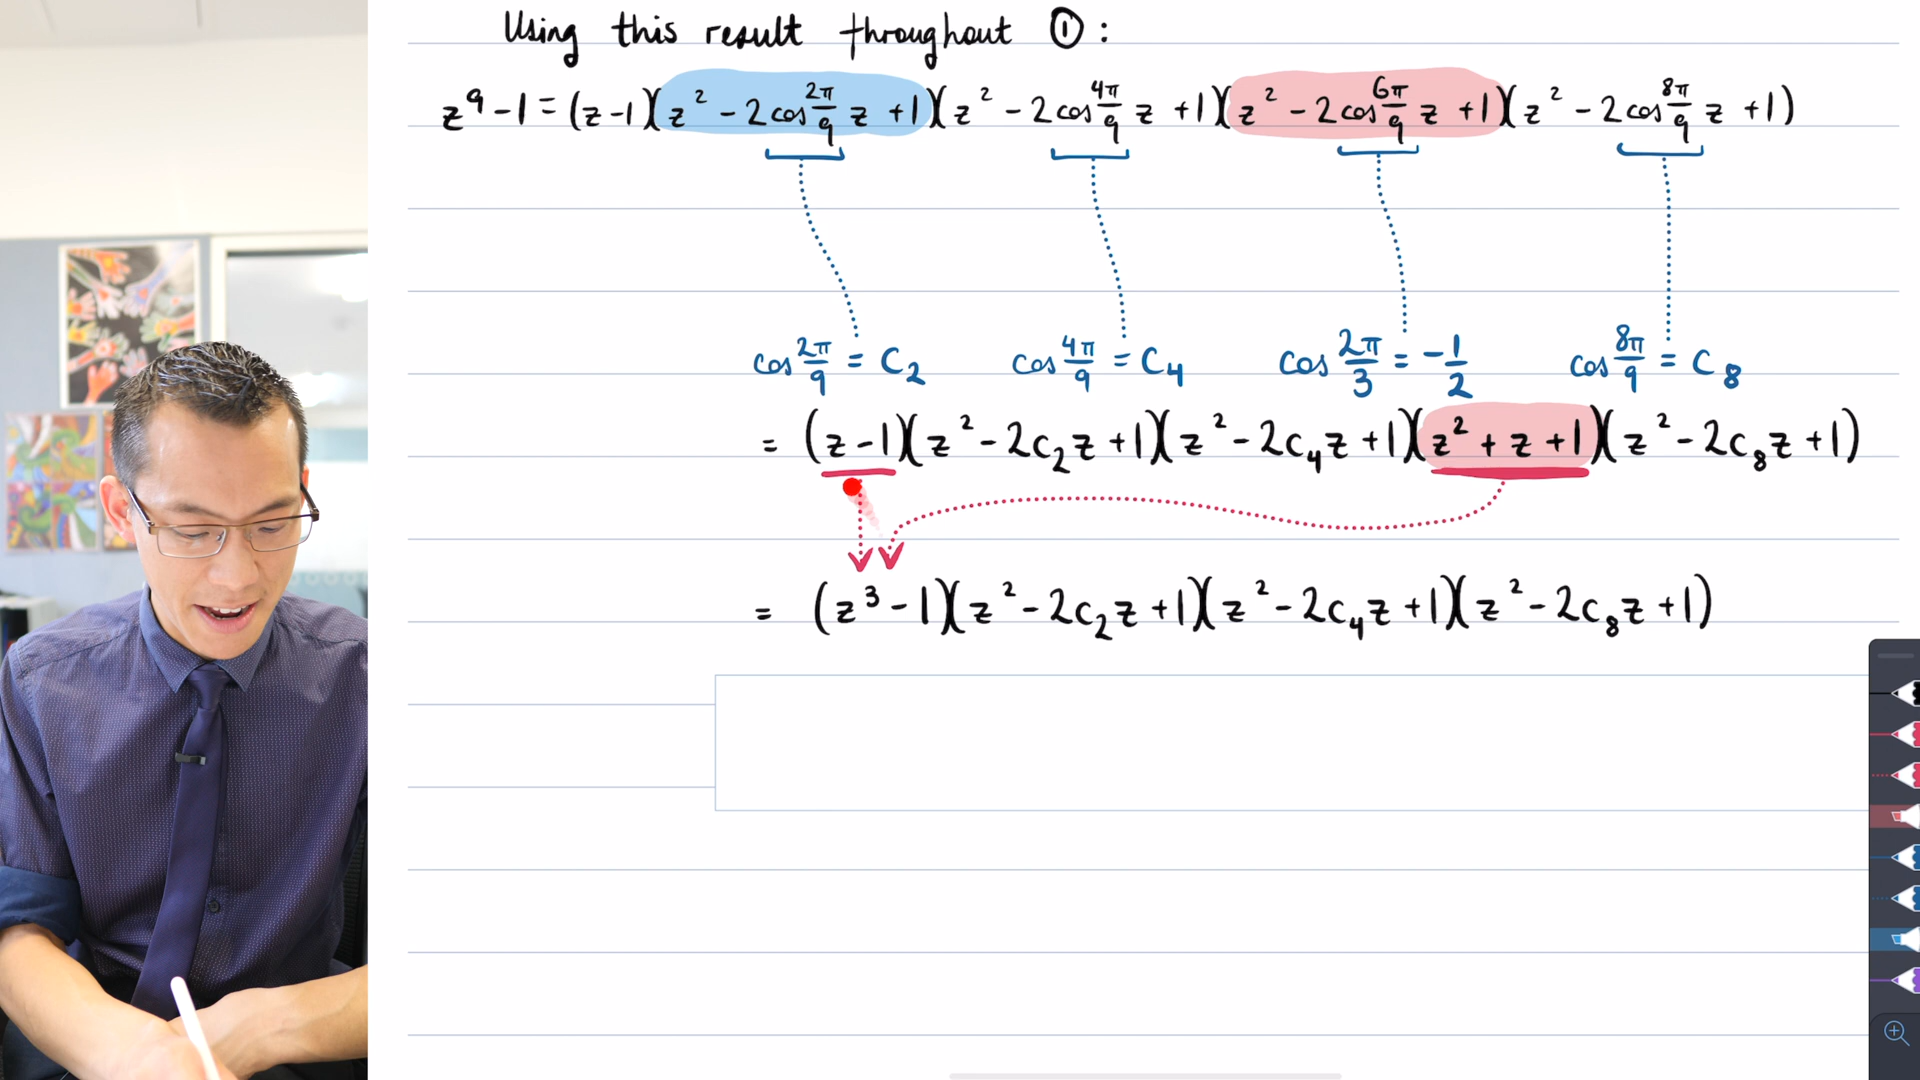 Using this result throughout ①:
z⁹ - 1 = (z - 1)(z² - 2cos 2π/9 z + 1)(z² - 2cos 4π/9 z + 1)(z² - 2cos 6π/9 z + 1)(z² - 2cos 8π/9 z + 1)
cos 2π/9 = C₂ cos 4π/9 = C₄ cos 2π/3 = -1/2 cos 8π/9 = C₈
= (z - 1)(z² - 2c₂z + 1)(z² - 2c₄z + 1)(z² + z + 1)(z² - 2c₈z + 1)
= (z³ - 1)(z² - 2c₂z + 1)(z² - 2c₄z + 1)(z² - 2c₈z + 1)